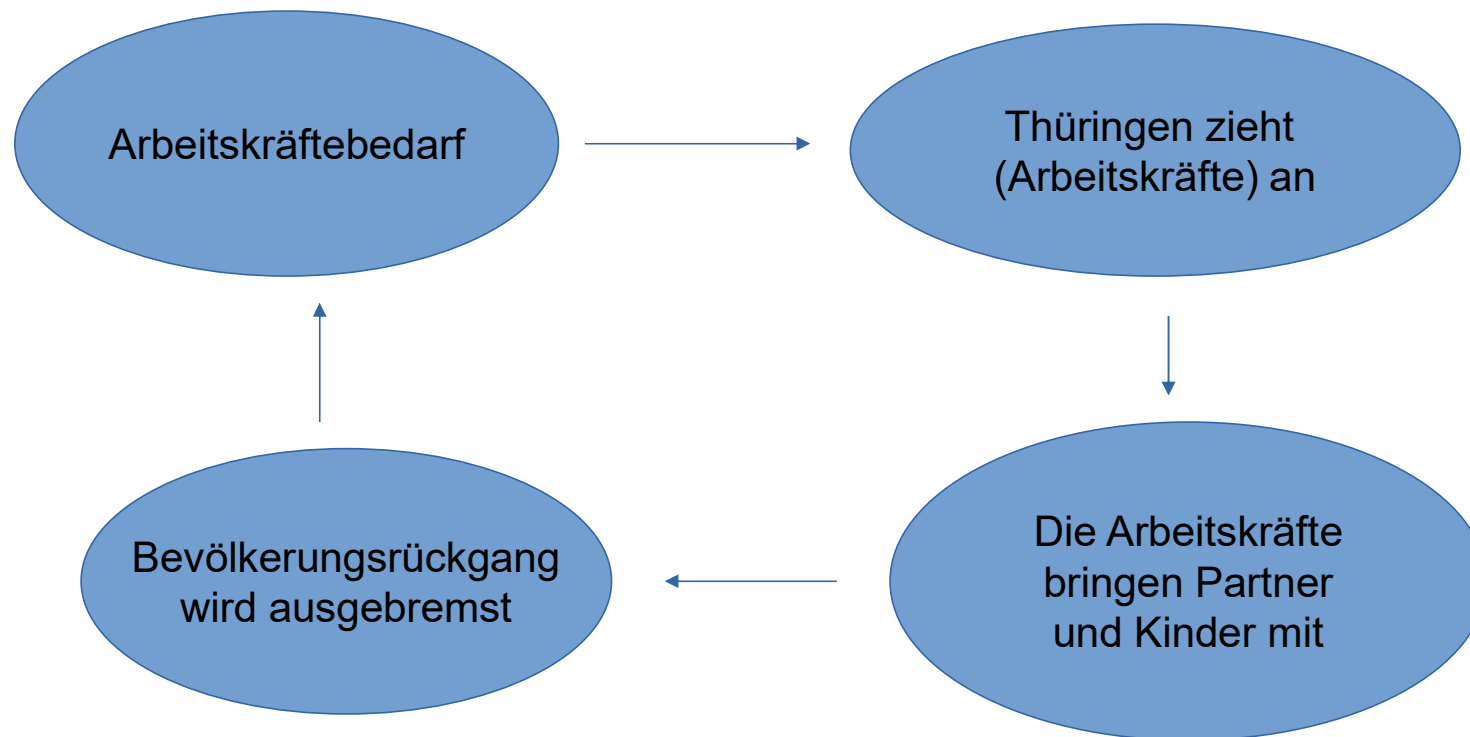 Arbeitskräftebedarf
Thüringen zieht
(Arbeitskräfte) an
Die Arbeitskräfte
bringen Partner
und Kinder mit
Bevölkerungsrückgang
wird ausgebremst